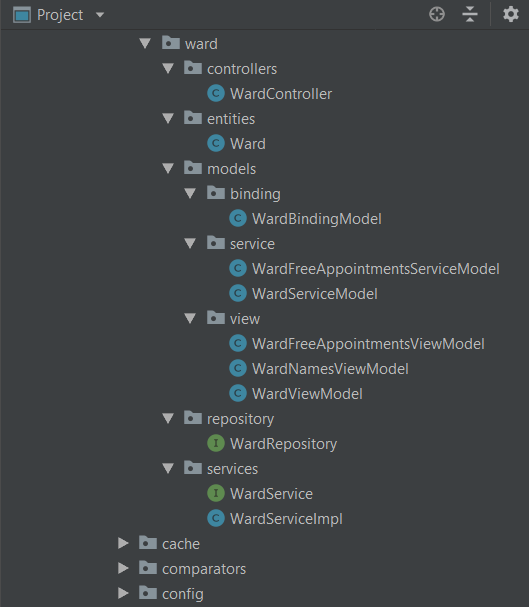 Project
ward
controllers
C WardController
entities
C Ward
models
binding
C WardBindingModel
service
C WardFreeAppointmentsServiceModel
C WardServiceModel
view
C WardFreeAppointmentsViewModel
C WardNamesViewModel
C WardViewModel
repository
I WardRepository
services
I WardService
C WardServiceImpl
cache
comparators
config